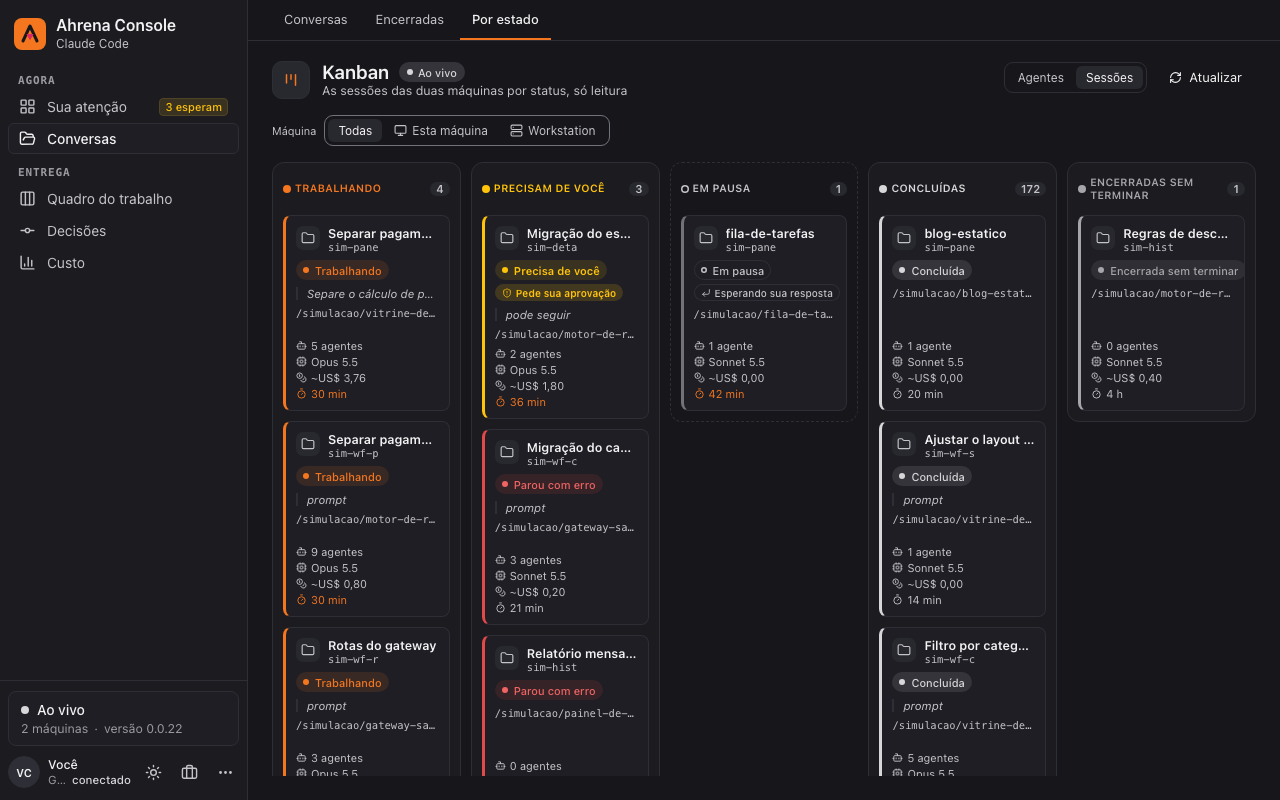 Ahrena Console
Claude Code
AGORA
Sua atenção
3 esperam
Conversas
ENTREGA
Quadro do trabalho
Decisões
Custo
Ao vivo
2 máquinas · versão 0.0.22
VC
Você
G... conectado
Conversas
Encerradas
Por estado
Kanban
Ao vivo
As sessões das duas máquinas por status, só leitura
Agentes
Sessões
Atualizar
Máquina
Todas
Esta máquina
Workstation
TRABALHANDO
4
Separar pagam...
sim-pane
Trabalhando
Separe o cálculo de p...
/simulacao/vitrine-de...
5 agentes
Opus 5.5
~US$ 3,76
30 min
Separar pagam...
sim-wf-p
Trabalhando
prompt
/simulacao/motor-de-r...
9 agentes
Opus 5.5
~US$ 0,80
30 min
Rotas do gateway
sim-wf-r
Trabalhando
prompt
/simulacao/gateway-sa...
3 agentes
Opus 5.5
PRECISAM DE VOCÊ
3
Migração do es...
sim-deta
Precisa de você
Pede sua aprovação
pode seguir
/simulacao/motor-de-r...
2 agentes
Opus 5.5
~US$ 1,80
36 min
Migração do ca...
sim-wf-c
Parou com erro
prompt
/simulacao/gateway-sa...
3 agentes
Sonnet 5.5
~US$ 0,20
21 min
Relatório mensa...
sim-hist
Parou com erro
/simulacao/painel-de-...
0 agentes
EM PAUSA
1
fila-de-tarefas
sim-pane
Em pausa
Esperando sua resposta
/simulacao/fila-de-ta...
1 agente
Sonnet 5.5
~US$ 0,00
42 min
CONCLUÍDAS
172
blog-estatico
sim-pane
Concluída
/simulacao/blog-estat...
1 agente
Sonnet 5.5
~US$ 0,00
20 min
Ajustar o layout ...
sim-wf-s
Concluída
prompt
/simulacao/vitrine-de...
1 agente
Sonnet 5.5
~US$ 0,00
14 min
Filtro por categ...
sim-wf-c
Concluída
prompt
/simulacao/vitrine-de...
5 agentes
Opus 5.5
ENCERRADAS SEM
TERMINAR
1
Regras de desc...
sim-hist
Encerrada sem terminar
/simulacao/motor-de-r...
0 agentes
Sonnet 5.5
~US$ 0,40
4 h